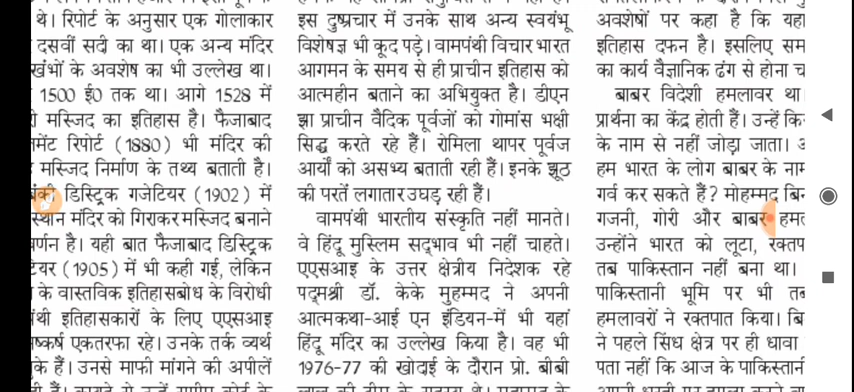 थे। रिपोर्ट के अनुसार एक गोलाकार
दसवीं सदी का था। एक अन्य मंदिर
खंभों के अवशेष का भी उल्लेख था।
1500 ई0 तक था। आगे 1528 में
मस्जिद का इतिहास है। फैजाबाद
रिपोर्ट (1880) भी मंदिर की
मस्जिद निर्माण के तथ्य बताती है।
डिस्ट्रिक गजेटियर (1902) में
मंदिर को गिराकर मस्जिद बनाने
है। यही बात फैजाबाद डिस्ट्रिक
(1905) में भी कही गई, लेकिन
के वास्तविक इतिहासबोध के विरोधी
इतिहासकारों के लिए एएसआइ
एकतरफा रहे। उनके तर्क व्यर्थ
हैं। उनसे माफी मांगने की अपीलें
इस दुष्प्रचार में उनके साथ अन्य स्वयंभू
विशेषज्ञ भी कूद पड़े। वामपंथी विचार भारत
आगमन के समय से ही प्राचीन इतिहास को
आत्महीन बताने का अभियुक्त है। डीएन
झा प्राचीन वैदिक पूर्वजों को गोमांस भक्षी
सिद्ध करते रहे हैं। रोमिला थापर पूर्वज
आर्यों को असभ्य बताती रही हैं। इनके झूठ
की परतें लगातार उघड़ रही हैं।
वामपंथी भारतीय संस्कृति नहीं मानते।
वे हिंदू मुस्लिम सद्भाव भी नहीं चाहते।
एएसआइ के उत्तर क्षेत्रीय निदेशक रहे
पद्मश्री डॉ. केके मुहम्मद ने अपनी
आत्मकथा-आई एन इंडियन-में भी यहां
हिंदू मंदिर का उल्लेख किया है। वह भी
1976-77 की खोदाई के दौरान प्रो. बीबी
अवशेषों पर कहा है कि यहा
इतिहास दफन है। इसलिए सम
का कार्य वैज्ञानिक ढंग से होना च
बाबर विदेशी हमलावर था
प्रार्थना का केंद्र होती हैं। उन्हें कि
के नाम से नहीं जोड़ा जाता।
हम भारत के लोग बाबर के नाम
गर्व कर सकते हैं? मोहम्मद बिन
गजनी, गोरी और बाबर हमल
उन्होंने भारत को लूटा, रक्तप
तब पाकिस्तान नहीं बना था।
पाकिस्तानी भूमि पर भी तब
हमलावरों ने रक्तपात किया। बि
ने पहले सिंध क्षेत्र पर ही धावा
पता नहीं कि आज के पाकिस्तानी